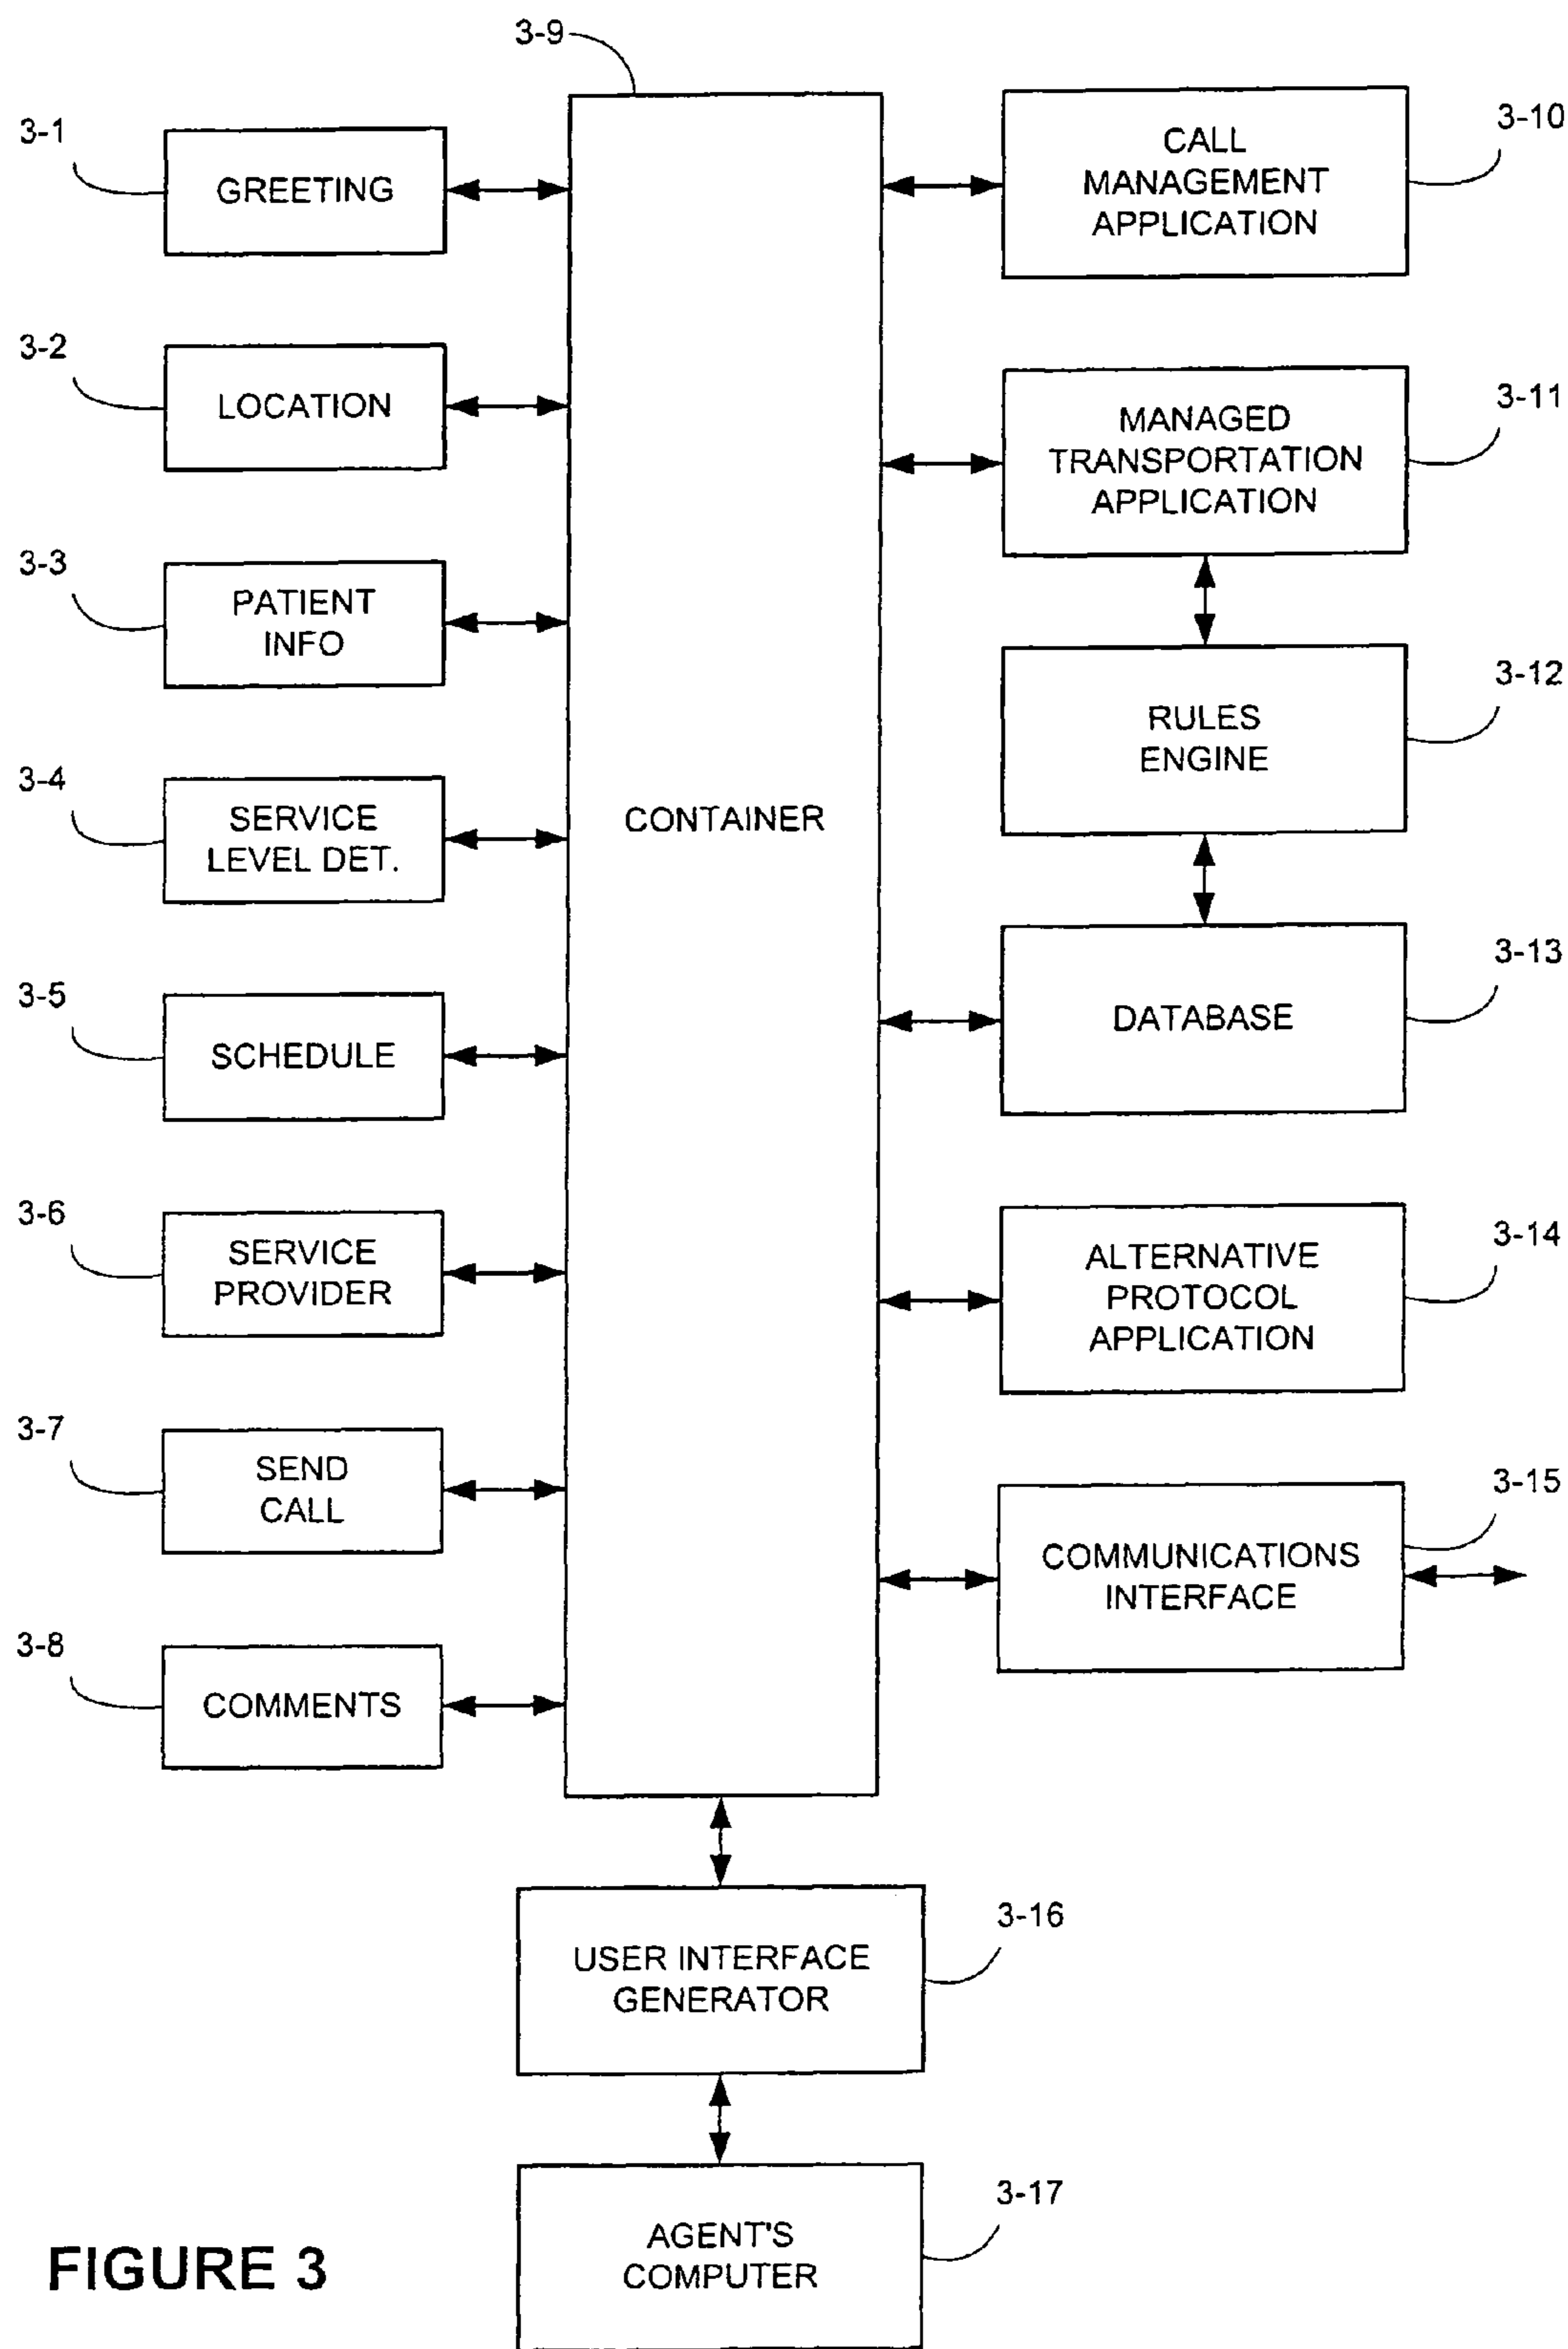 3-9
3-1
GREETING
3-2
LOCATION
3-3
PATIENT
INFO
3-4
SERVICE
LEVEL DET.
3-5
SCHEDULE
3-6
SERVICE
PROVIDER
3-7
SEND
CALL
3-8
COMMENTS
CONTAINER
3-10
CALL
MANAGEMENT
APPLICATION
3-11
MANAGED
TRANSPORTATION
APPLICATION
3-12
RULES
ENGINE
3-13
DATABASE
3-14
ALTERNATIVE
PROTOCOL
APPLICATION
3-15
COMMUNICATIONS
INTERFACE
3-16
USER INTERFACE
GENERATOR
3-17
AGENT'S
COMPUTER
FIGURE 3